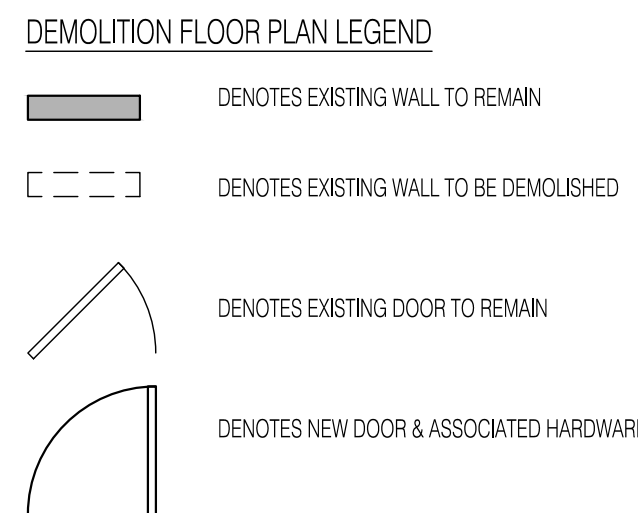 DEMOLITION FLOOR PLAN LEGEND
DENOTES EXISTING WALL TO REMAIN
DENOTES EXISTING WALL TO BE DEMOLISHED
DENOTES EXISTING DOOR TO REMAIN
DENOTES NEW DOOR & ASSOCIATED HARDWAR